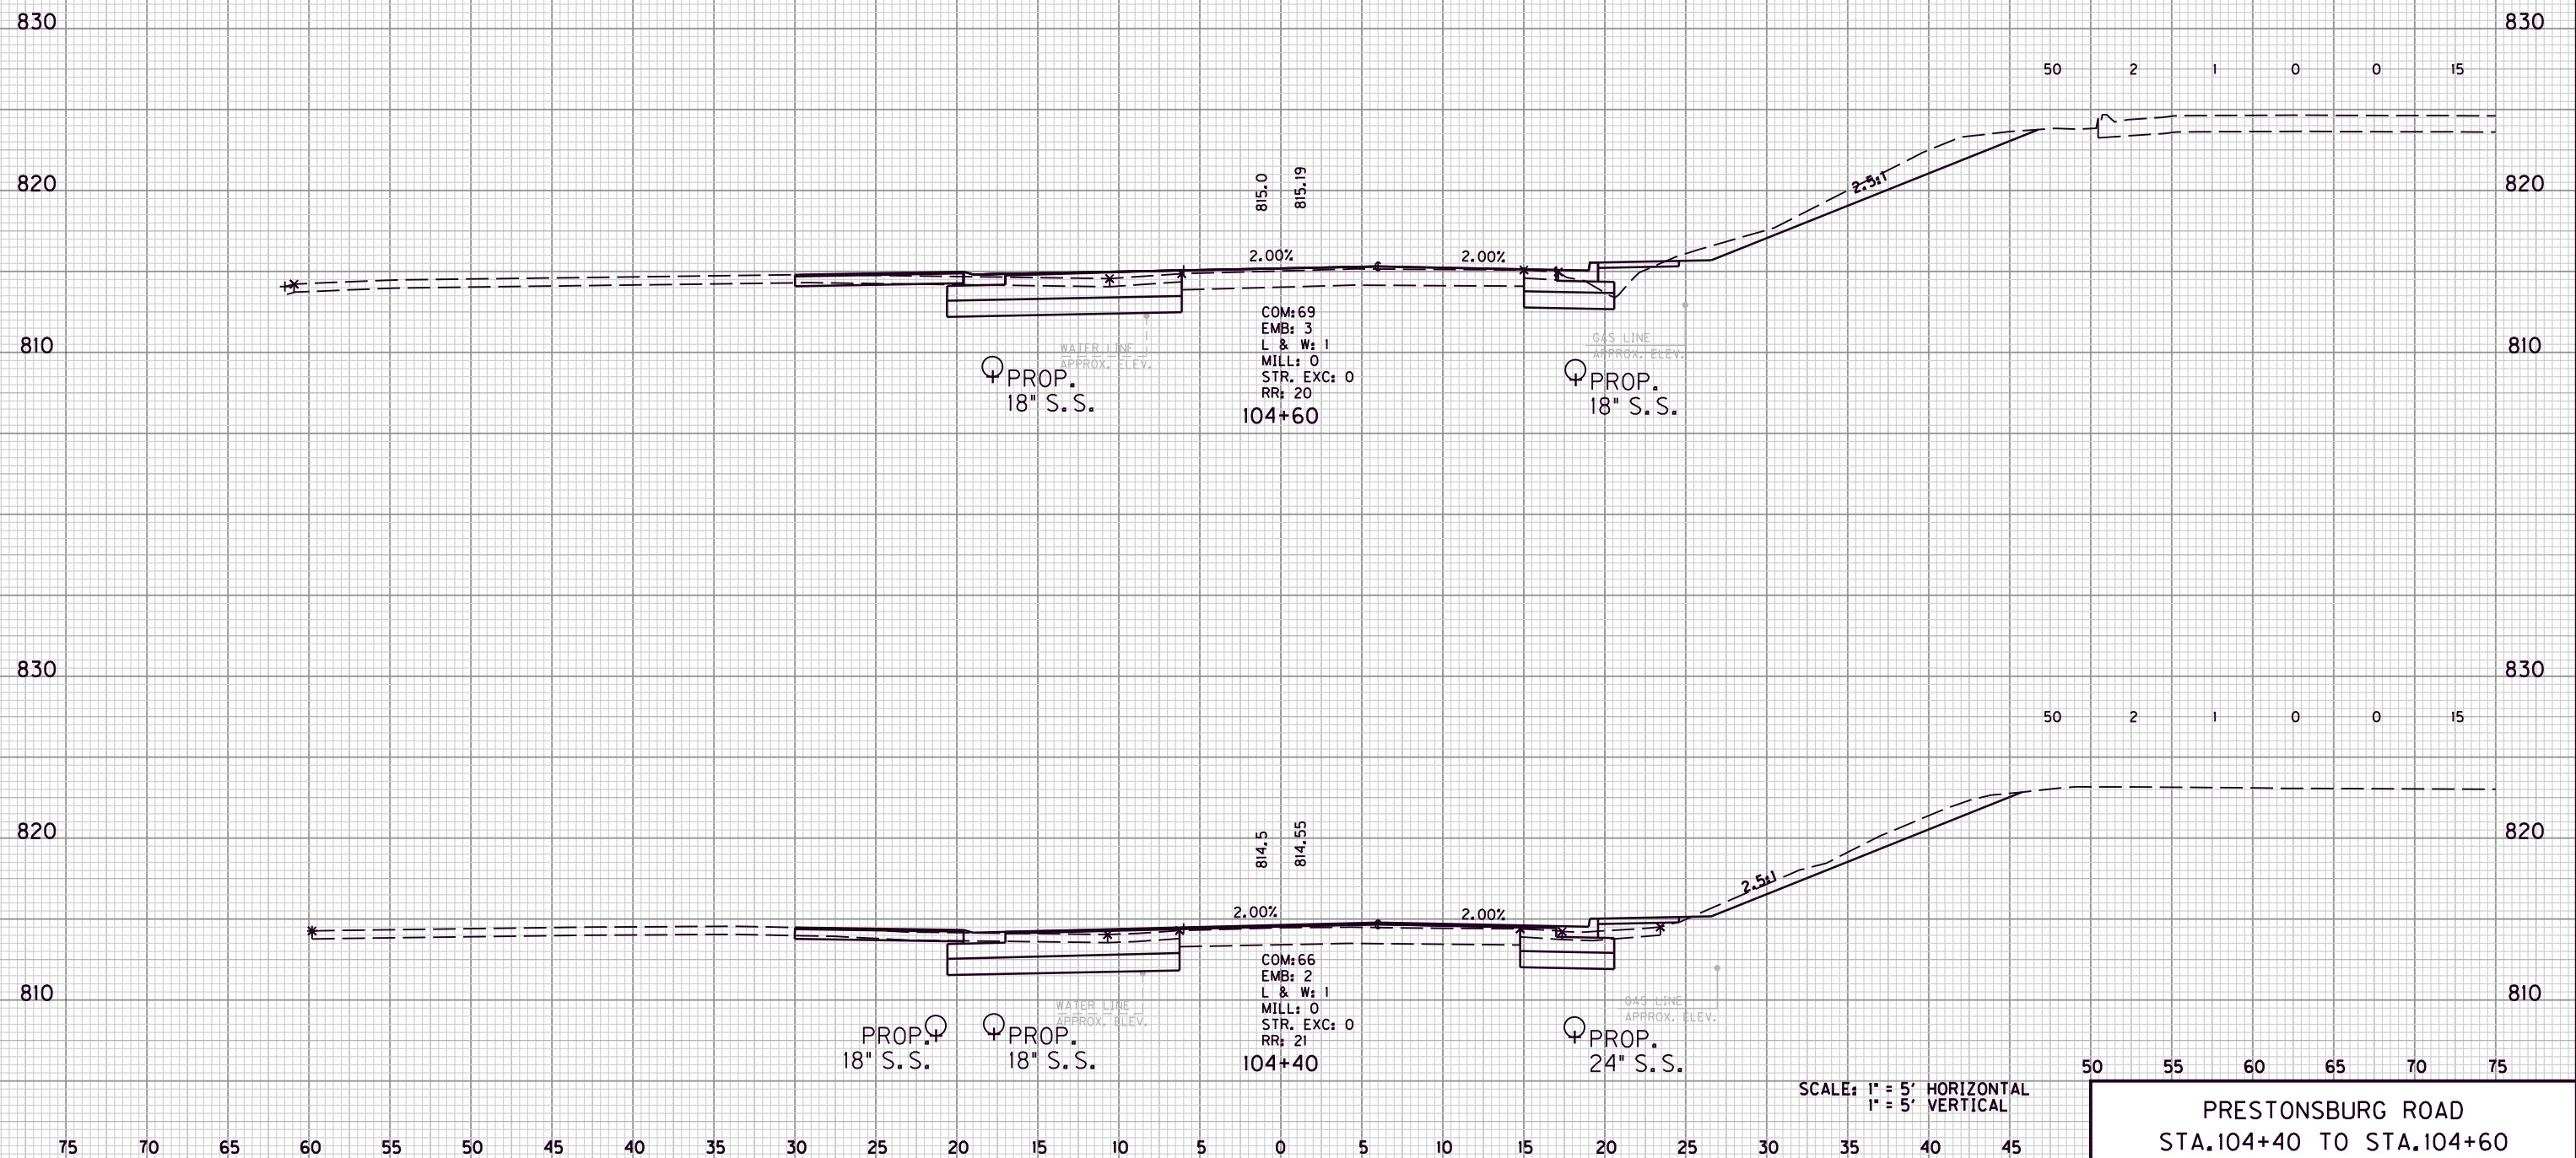 830 830
50 2 1 0 0 15
820 820
815.0 815.19
2.5:1
2.00% 2.00%
810 810
WATER LINE
APPROX. ELEV.
GAS LINE
APPROX. ELEV.
COM:69
EMB: 3
L & W: 1
MILL: 0
STR. EXC: 0
RR: 20
104+60
PROP.
18" S.S.
PROP.
18" S.S.
830 830
50 2 1 0 0 15
820 820
814.5 814.55
2.5:1
2.00% 2.00%
810 810
WATER LINE
APPROX. ELEV.
GAS LINE
APPROX. ELEV.
COM:66
EMB: 2
L & W: 1
MILL: 0
STR. EXC: 0
RR: 21
104+40
PROP.
18" S.S.
PROP.
18" S.S.
PROP.
24" S.S.
50 55 60 65 70 75
SCALE: 1" = 5' HORIZONTAL
1" = 5' VERTICAL
PRESTONSBURG ROAD
STA.104+40 TO STA.104+60
75 70 65 60 55 50 45 40 35 30 25 20 15 10 5 0 5 10 15 20 25 30 35 40 45